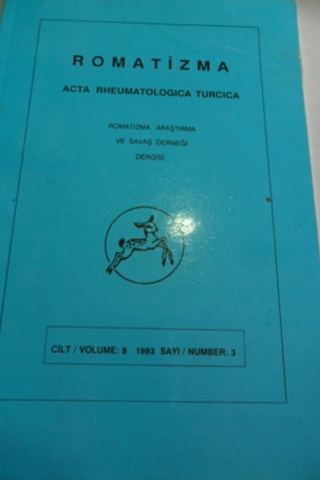 ROMATİZMA
ACTA RHEUMATOLOGICA TURCICA
ROMATİZMA ARAŞTIRMA
VE SAVAŞ DERNEĞİ
DERGİSİ
CİLT / VOLUME: 8 1993 SAYI / NUMBER: 3